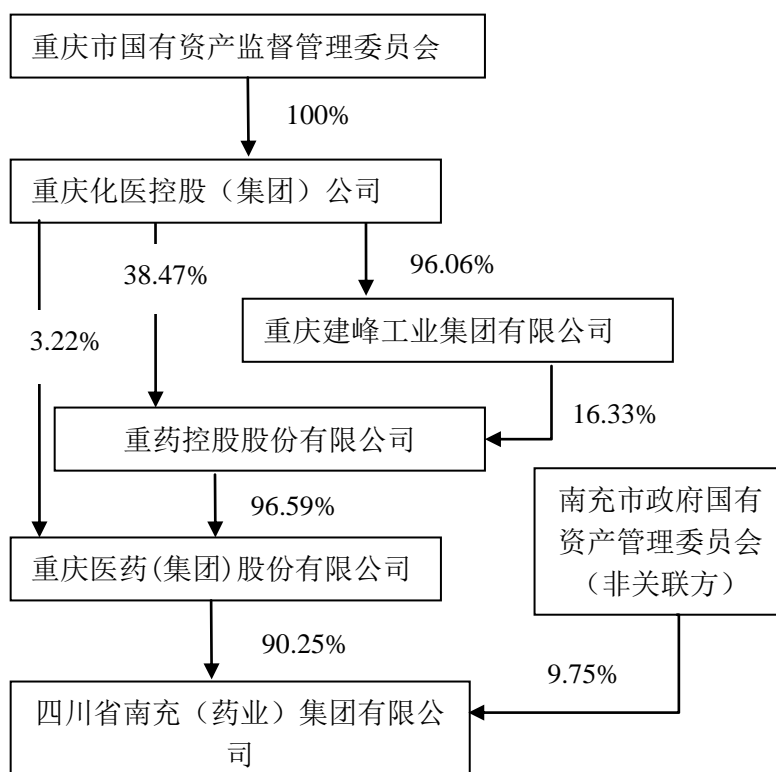 重庆市国有资产监督管理委员会
100%
重庆化医控股（集团）公司
38.47%
96.06%
3.22%
重庆建峰工业集团有限公司
16.33%
重药控股股份有限公司
96.59%
南充市政府国有
资产管理委员会
（非关联方）
重庆医药(集团)股份有限公司
90.25%
9.75%
四川省南充（药业）集团有限公
司